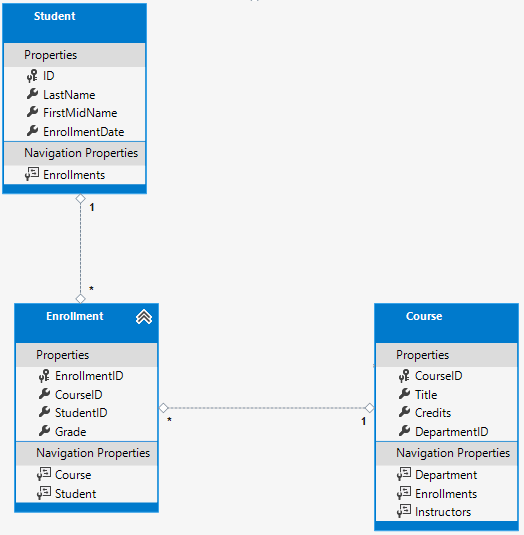 Student
Properties
ID
LastName
FirstMidName
EnrollmentDate
Navigation Properties
Enrollments
1
*
Enrollment
Properties
EnrollmentID
CourseID
StudentID
Grade
Navigation Properties
Course
Student
*
1
Course
Properties
CourseID
Title
Credits
DepartmentID
Navigation Properties
Department
Enrollments
Instructors